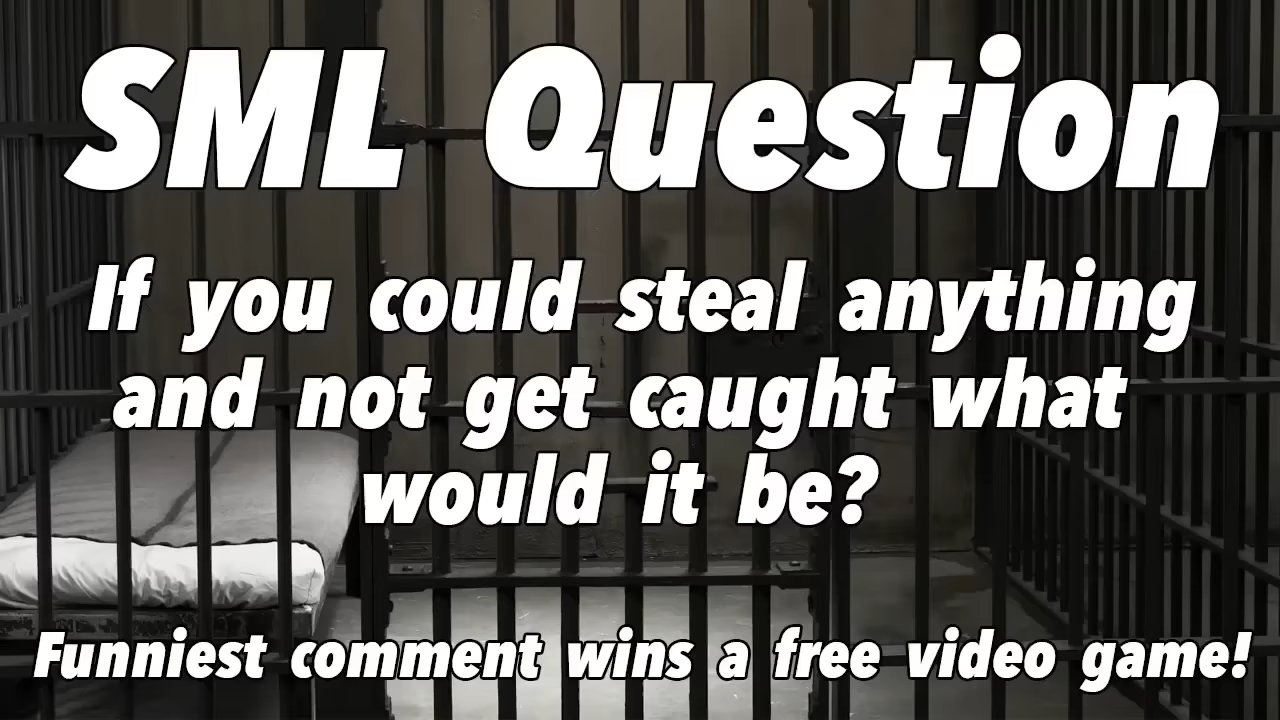 SML Question
If you could steal anything
and not get caught what
would it be?
Funniest comment wins a free video game!